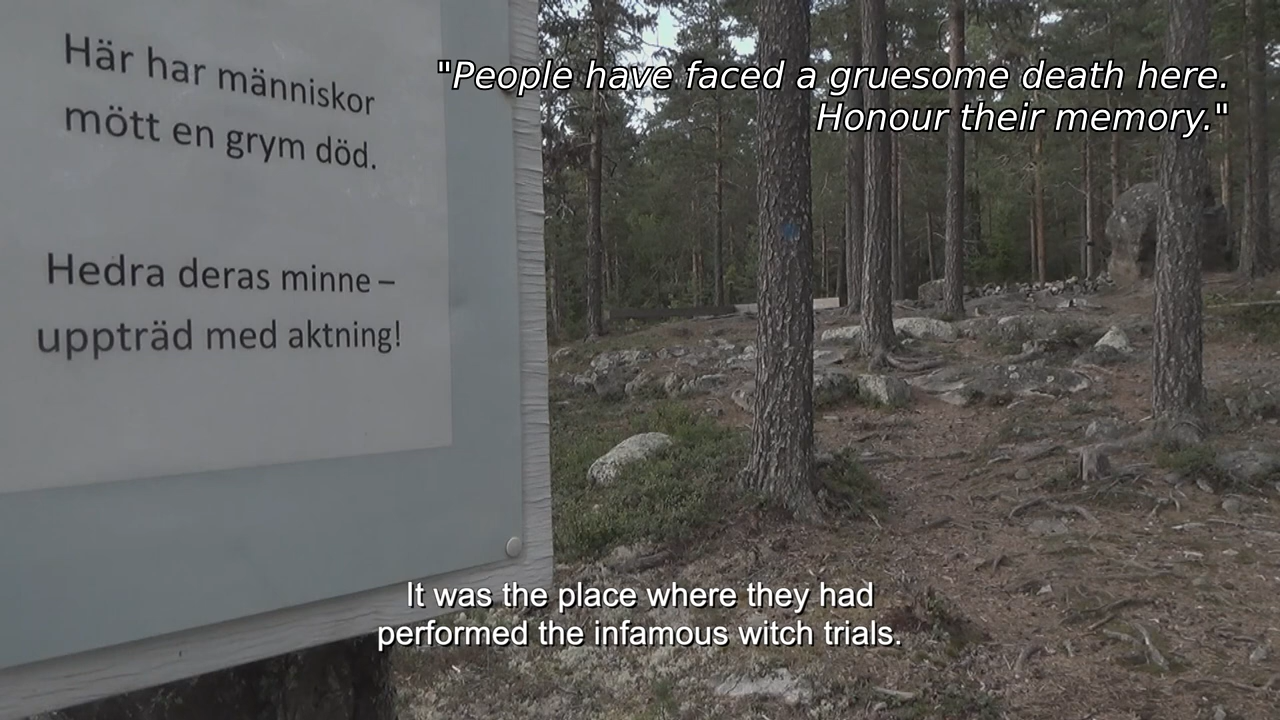 Här har människor
mött en grym död.
Hedra deras minne –
uppträd med aktning!
"People have faced a gruesome death here.
Honour their memory."
It was the place where they had
performed the infamous witch trials.